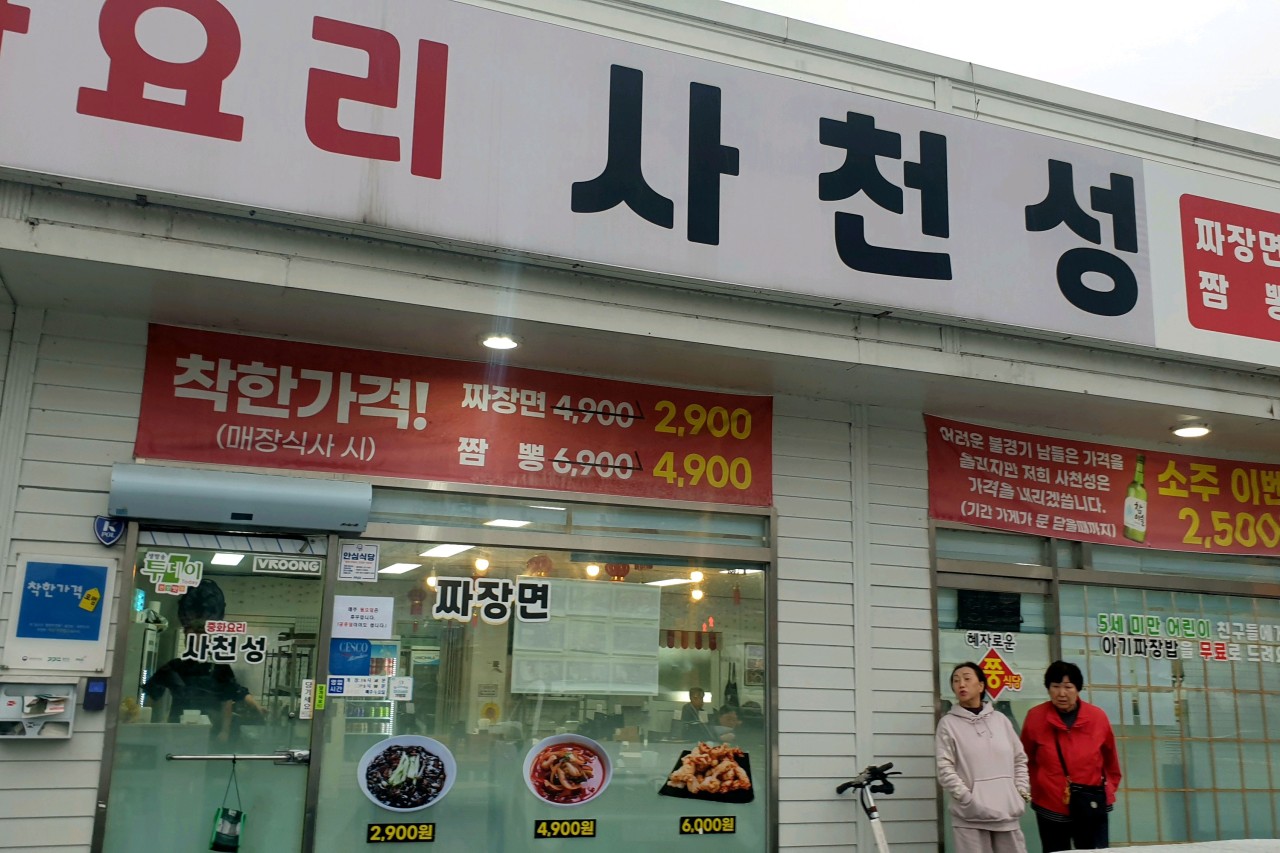 요리 사천성
짜장면
짬 뽕
착한가격!
(매장식사 시)
짜장면 4,900 2,900
짬 뽕 6,900 4,900
어려운 불경기 남들은 가격을
올리지만 저희 사천성은
가격을 내리겠습니다.
(기간 가게가 문 닫을때까지)
소주 이벤
2,500
투데이
VROONG
안심식당
K
POL
착한가격
중화요리
사천성
짜장면
CESCO
혜자로운
쫑
식당
5세 미만 어린이 친구들에게
아기짜장밥을 무료로 드려요
2,900원
4,900원
6,000원